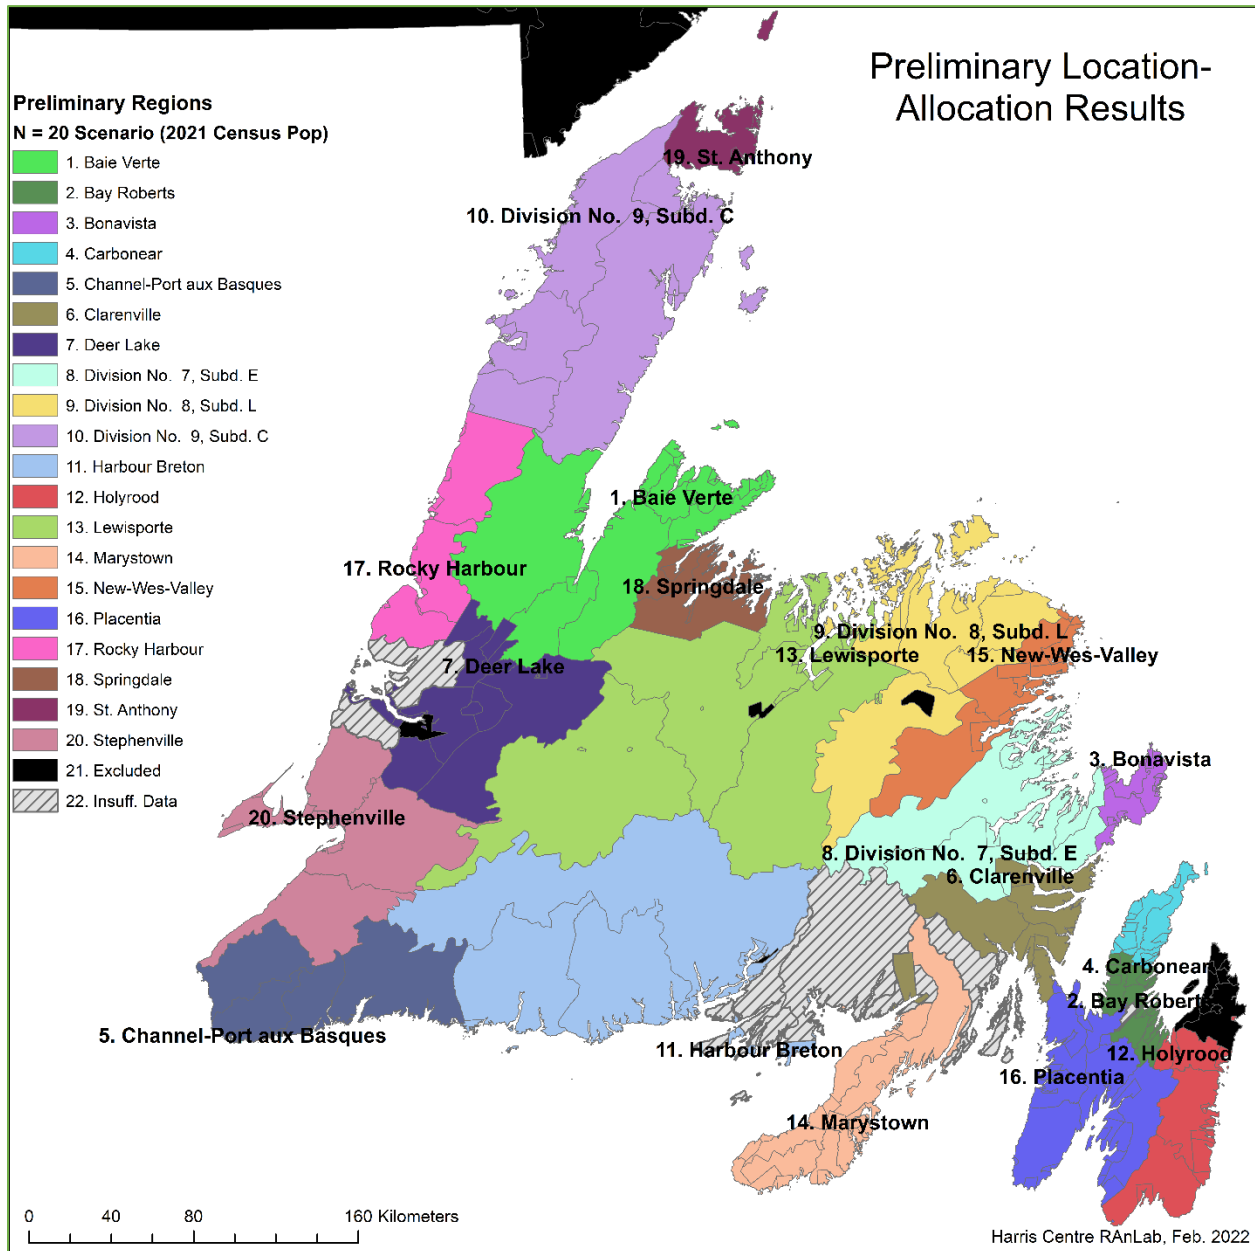 Preliminary Location-
Allocation Results
Preliminary Regions
N = 20 Scenario (2021 Census Pop)
1. Baie Verte
2. Bay Roberts
3. Bonavista
4. Carbonear
5. Channel-Port aux Basques
6. Clarenville
7. Deer Lake
8. Division No. 7, Subd. E
9. Division No. 8, Subd. L
10. Division No. 9, Subd. C
11. Harbour Breton
12. Holyrood
13. Lewisporte
14. Marystown
15. New-Wes-Valley
16. Placentia
17. Rocky Harbour
18. Springdale
19. St. Anthony
20. Stephenville
21. Excluded
22. Insuff. Data
19. St. Anthony
10. Division No. 9, Subd. C
1. Baie Verte
17. Rocky Harbour
18. Springdale
9. Division No. 8, Subd. L
13. Lewisporte
15. New-Wes-Valley
7. Deer Lake
3. Bonavista
20. Stephenville
8. Division No. 7, Subd. E
6. Clarenville
4. Carbonear
2. Bay Roberts
5. Channel-Port aux Basques
11. Harbour Breton
12. Holyrood
16. Placentia
14. Marystown
0 40 80 160 Kilometers
Harris Centre RAnLab, Feb. 2022